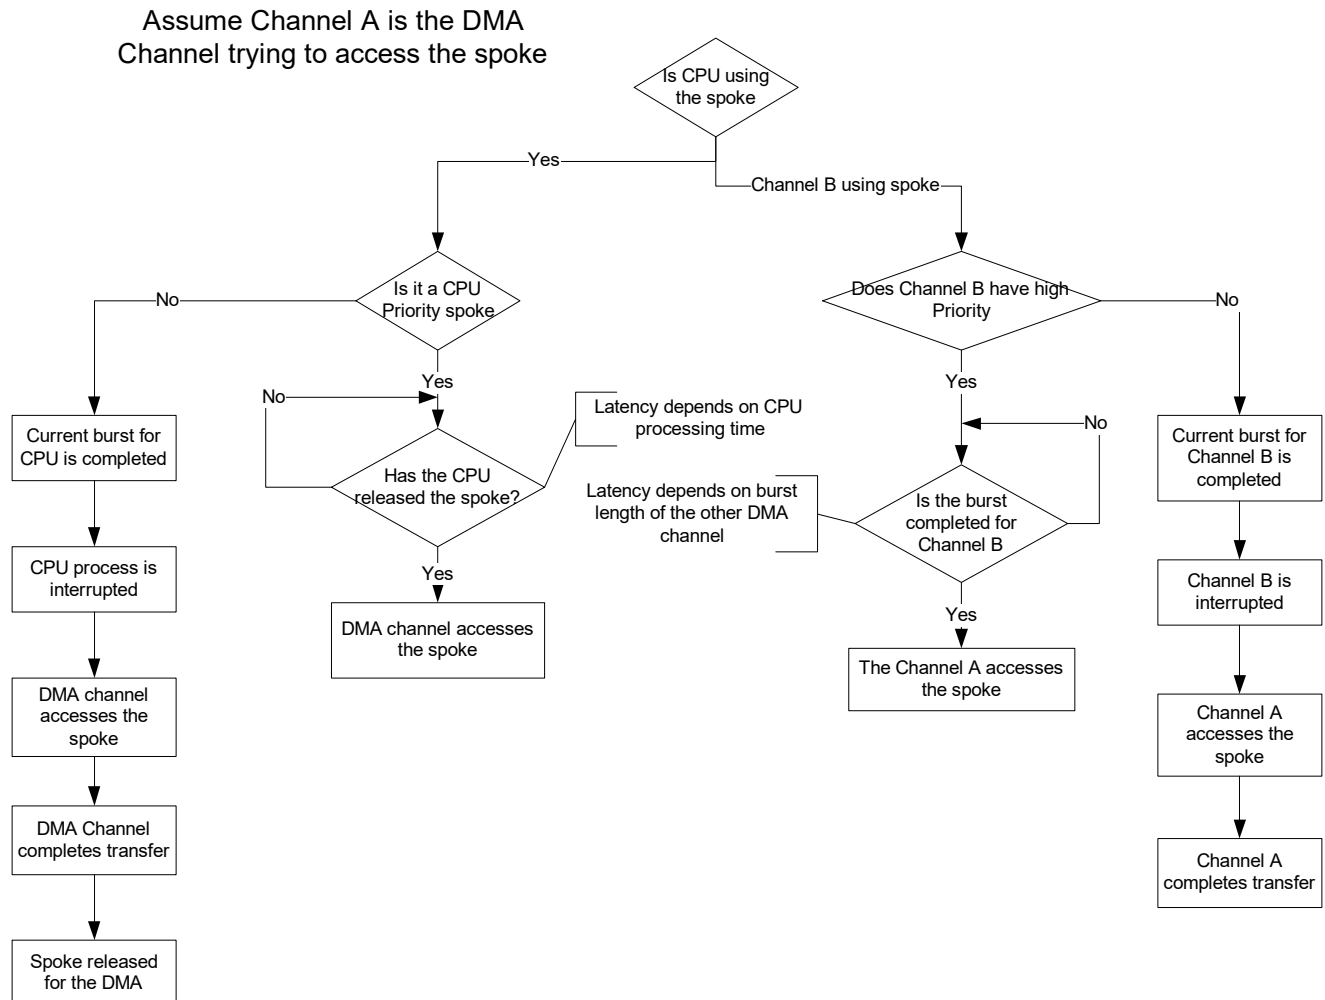 Assume Channel A is the DMA
Channel trying to access the spoke
Is CPU using
the spoke
Yes
Channel B using spoke
Is it a CPU
Priority spoke
No
Does Channel B have high
Priority
No
Yes
No
Latency depends on CPU
processing time
Yes
No
Current burst for
CPU is completed
Has the CPU
released the spoke?
Latency depends on burst
length of the other DMA
channel
Is the burst
completed for
Channel B
Current burst for
Channel B is
completed
CPU process is
interrupted
Yes
DMA channel accesses
the spoke
Yes
The Channel A accesses
the spoke
Channel B is
interrupted
DMA channel
accesses the
spoke
Channel A
accesses the
spoke
DMA Channel
completes transfer
Channel A
completes transfer
Spoke released
for the DMA